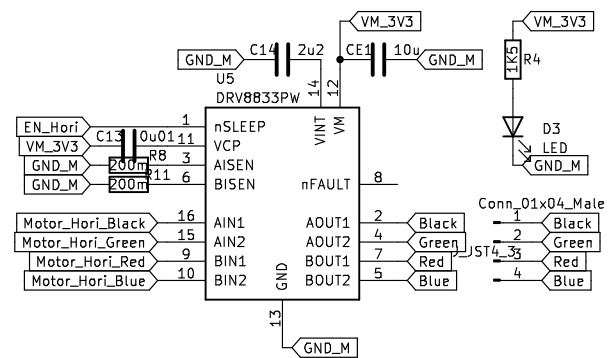 VM_3V3
VM_3V3
GND_M
C14
2u2
CE1
10u
GND_M
1K5
R4
U5
DRV8833PW
14
12
VINT
VM
D3
LED
GND_M
EN_Hori
1
nSLEEP
VM_3V3
C13
0u01
11
VCP
GND_M
200m
R8
3
AISEN
GND_M
200m
R11
6
BISEN
nFAULT
8
Conn_01x04_Male
Motor_Hori_Black
16
AIN1
AOUT1
2
Black
1
Black
Motor_Hori_Green
15
AIN2
AOUT2
4
Green
2
Green
_JST4_3
Motor_Hori_Red
9
BIN1
BOUT1
7
Red
3
Red
Motor_Hori_Blue
10
BIN2
BOUT2
5
Blue
4
Blue
GND
13
GND_M